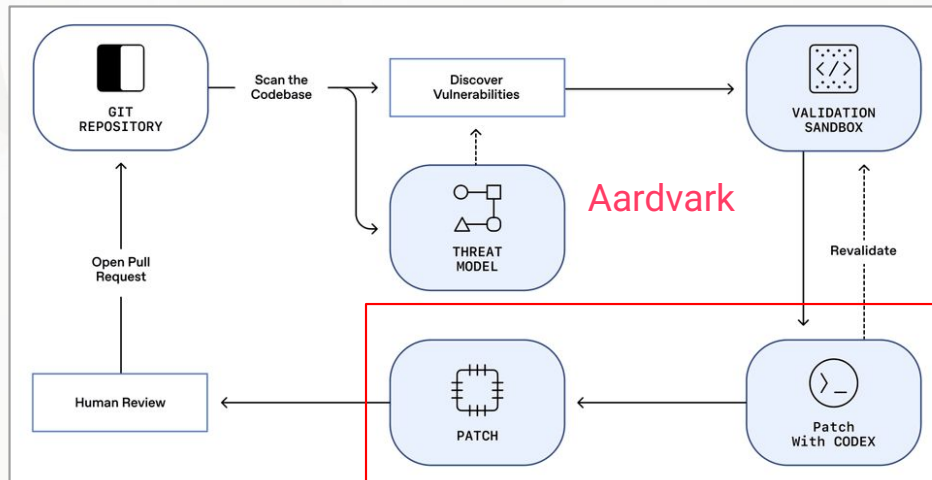 GIT
REPOSITORY
Scan the
Codebase
Discover
Vulnerabilities
</>
VALIDATION
SANDBOX
THREAT
MODEL
Aardvark
Open Pull
Request
Revalidate
Human Review
PATCH
>_
Patch
With CODEX